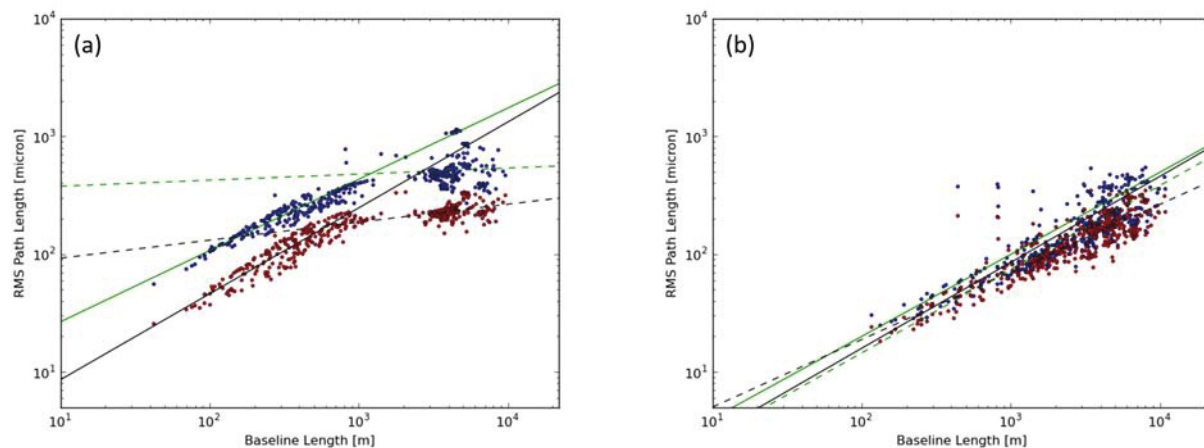 (a)
10^4
10^3
10^2
10^1
RMS Path Length [micron]
10^1 10^2 10^3 10^4
Baseline Length [m]
(b)
10^4
10^3
10^2
10^1
RMS Path Length [micron]
10^1 10^2 10^3 10^4
Baseline Length [m]